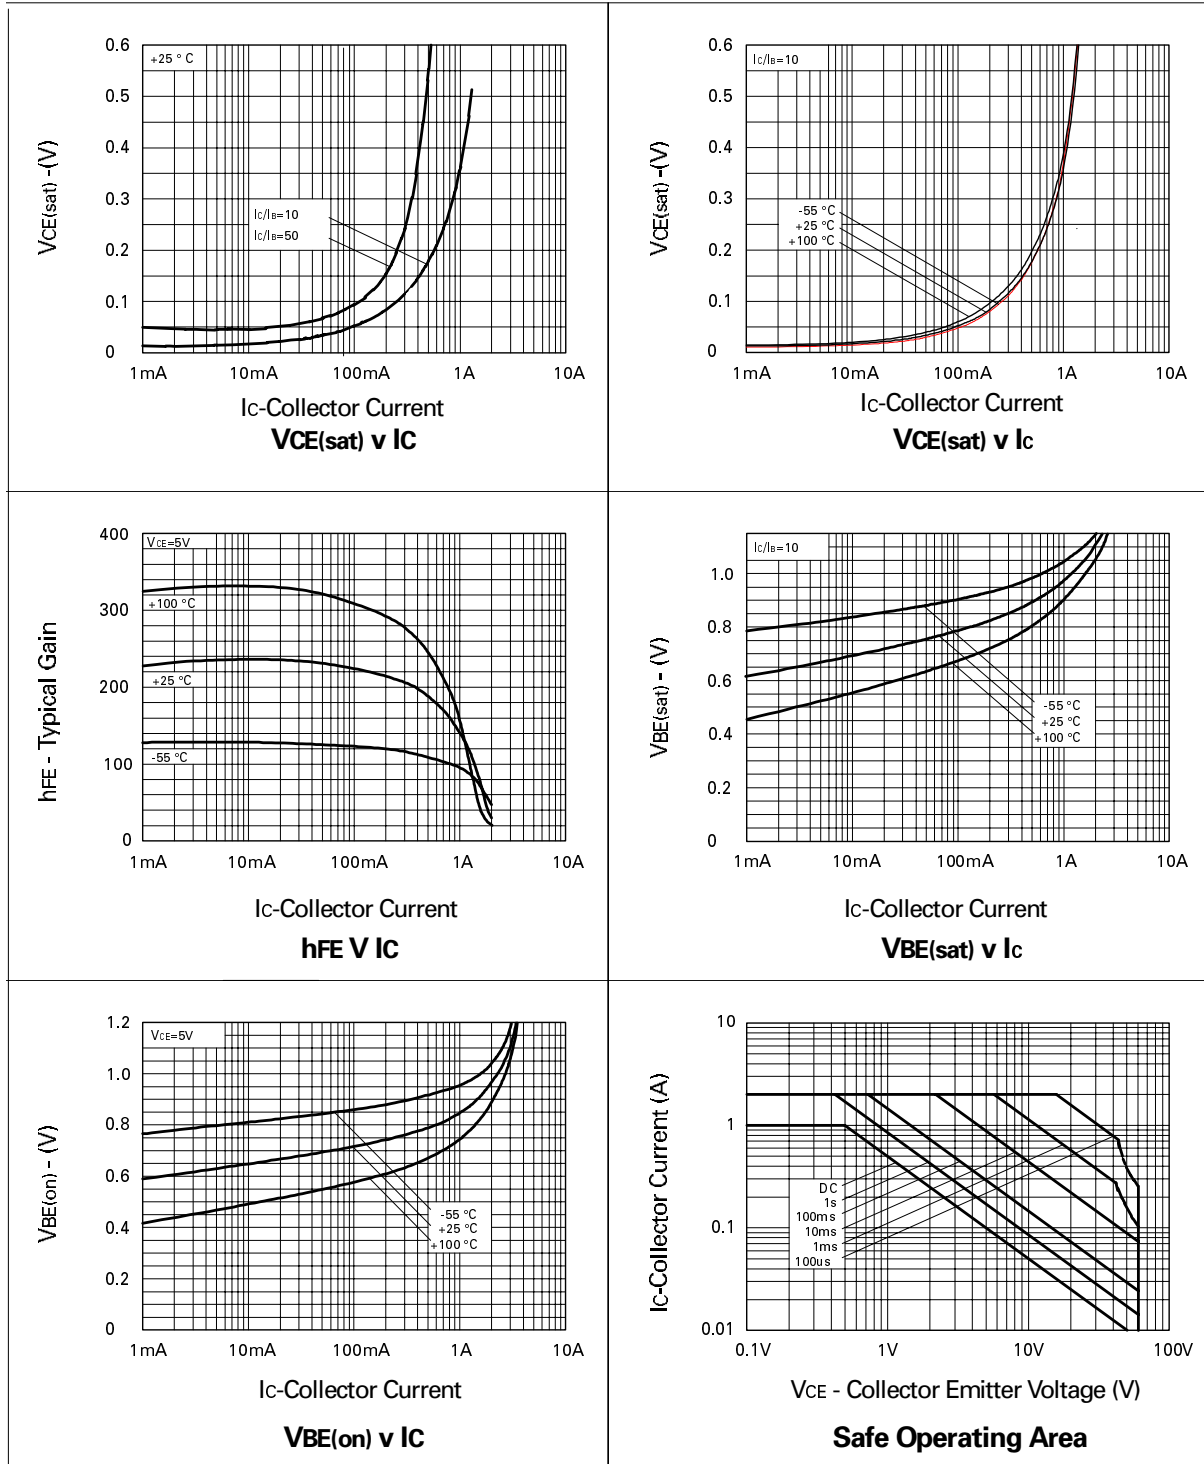 +25 °C
VCE(sat) -(V)
0.6
0.5
0.4
0.3
0.2
0.1
0
IC/IB=10
IC/IB=50
1mA 10mA 100mA 1A 10A
IC-Collector Current
VCE(sat) v IC
IC/IB=10
VCE(sat) -(V)
0.6
0.5
0.4
0.3
0.2
0.1
0
-55 °C
+25 °C
+100 °C
1mA 10mA 100mA 1A 10A
IC-Collector Current
VCE(sat) v IC
VCE=5V
hFE - Typical Gain
400
300
200
100
0
+100 °C
+25 °C
-55 °C
1mA 10mA 100mA 1A 10A
IC-Collector Current
hFE V IC
IC/IB=10
VBE(sat) - (V)
1.0
0.8
0.6
0.4
0.2
0
-55 °C
+25 °C
+100 °C
1mA 10mA 100mA 1A 10A
IC-Collector Current
VBE(sat) v IC
VCE=5V
VBE(on) - (V)
1.2
1.0
0.8
0.6
0.4
0.2
0
-55 °C
+25 °C
+100 °C
1mA 10mA 100mA 1A 10A
IC-Collector Current
VBE(on) v IC
IC-Collector Current (A)
10
1
0.1
0.01
DC
1s
100ms
10ms
1ms
100us
0.1V 1V 10V 100V
VCE - Collector Emitter Voltage (V)
Safe Operating Area